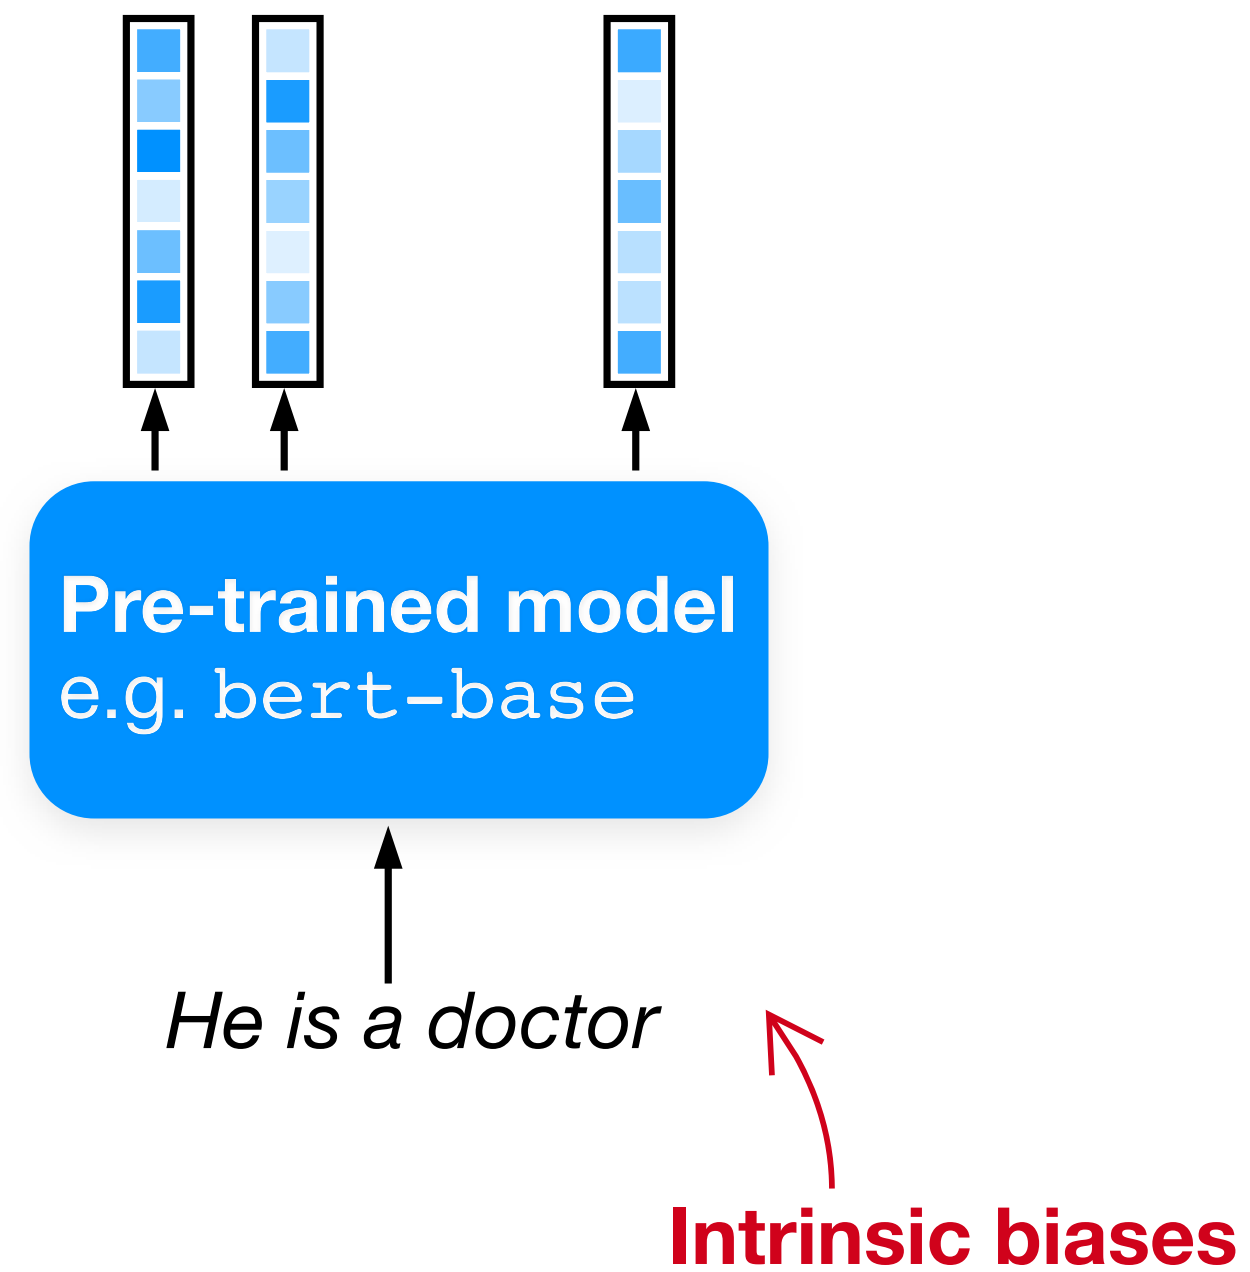 Pre-trained model
e.g. bert-base
He is a doctor
Intrinsic biases